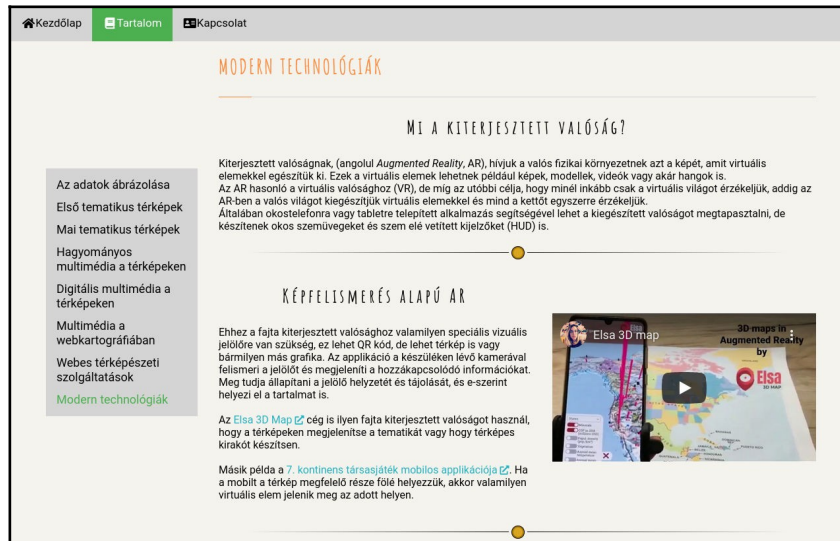 Kezdőlap
Tartalom
Kapcsolat
MODERN TECHNOLÓGIÁK
MI A KITERJESZTETT VALÓSÁG?
Kiterjesztett valóságnak, (angolul Augmented Reality, AR), hívjuk a valós fizikai környezetnek azt a képét, amit virtuális
elemekkel egészítük ki. Ezek a virtuális elemek lehetnek például képek, modellek, videók vagy akár hangok is.
Az AR hasonló a virtuális valósághoz (VR), de míg az utóbbi célja, hogy minél inkább csak a virtuális világot érzékeljük, addig az
AR-ben a valós világot kiegészítjük virtuális elemekkel és mind a kettőt egyszerre érzékeljük.
Általában okostelefonra vagy tabletre telepített alkalmazás segítségével lehet a kiegészített valóságot megtapasztalni, de
készítenek okos szemüvegeket és szem elé vetített kijelzőket (HUD) is.
Az adatok ábrázolása
Első tematikus térképek
Mai tematikus térképek
Hagyományos
multimédia a térképeken
Digitális multimédia a
térképeken
Multimédia a
webkartográfiában
Webes térképészeti
szolgáltatások
Modern technológiák
KÉPFELISMERÉS ALAPÚ AR
Ehhez a fajta kiterjesztett valósághoz valamilyen speciális vizuális
jelölőre van szükség, ez lehet QR kód, de lehet térkép is vagy
bármilyen más grafika. Az applikáció a készüléken lévő kamerával
felismeri a jelölőt és megjeleníti a hozzákapcsolódó információkat.
Meg tudja állapítani a jelölő helyzetét és tájolását, és e-szerint
helyezi el a tartalmat is.
Az Elsa 3D Map cég is ilyen fajta kiterjesztett valóságot használ,
hogy a térképeken megjelenítse a tematikát vagy hogy térképes
kirakót készítsen.
Másik példa a 7. kontinens társasjáték mobilos applikációja. Ha
a mobilt a térkép megfelelő része fölé helyezzük, akkor valamilyen
virtuális elem jelenik meg az adott helyen.
Elsa 3D map
3D maps in
Augmented Reality
by
Elsa
3D MAP